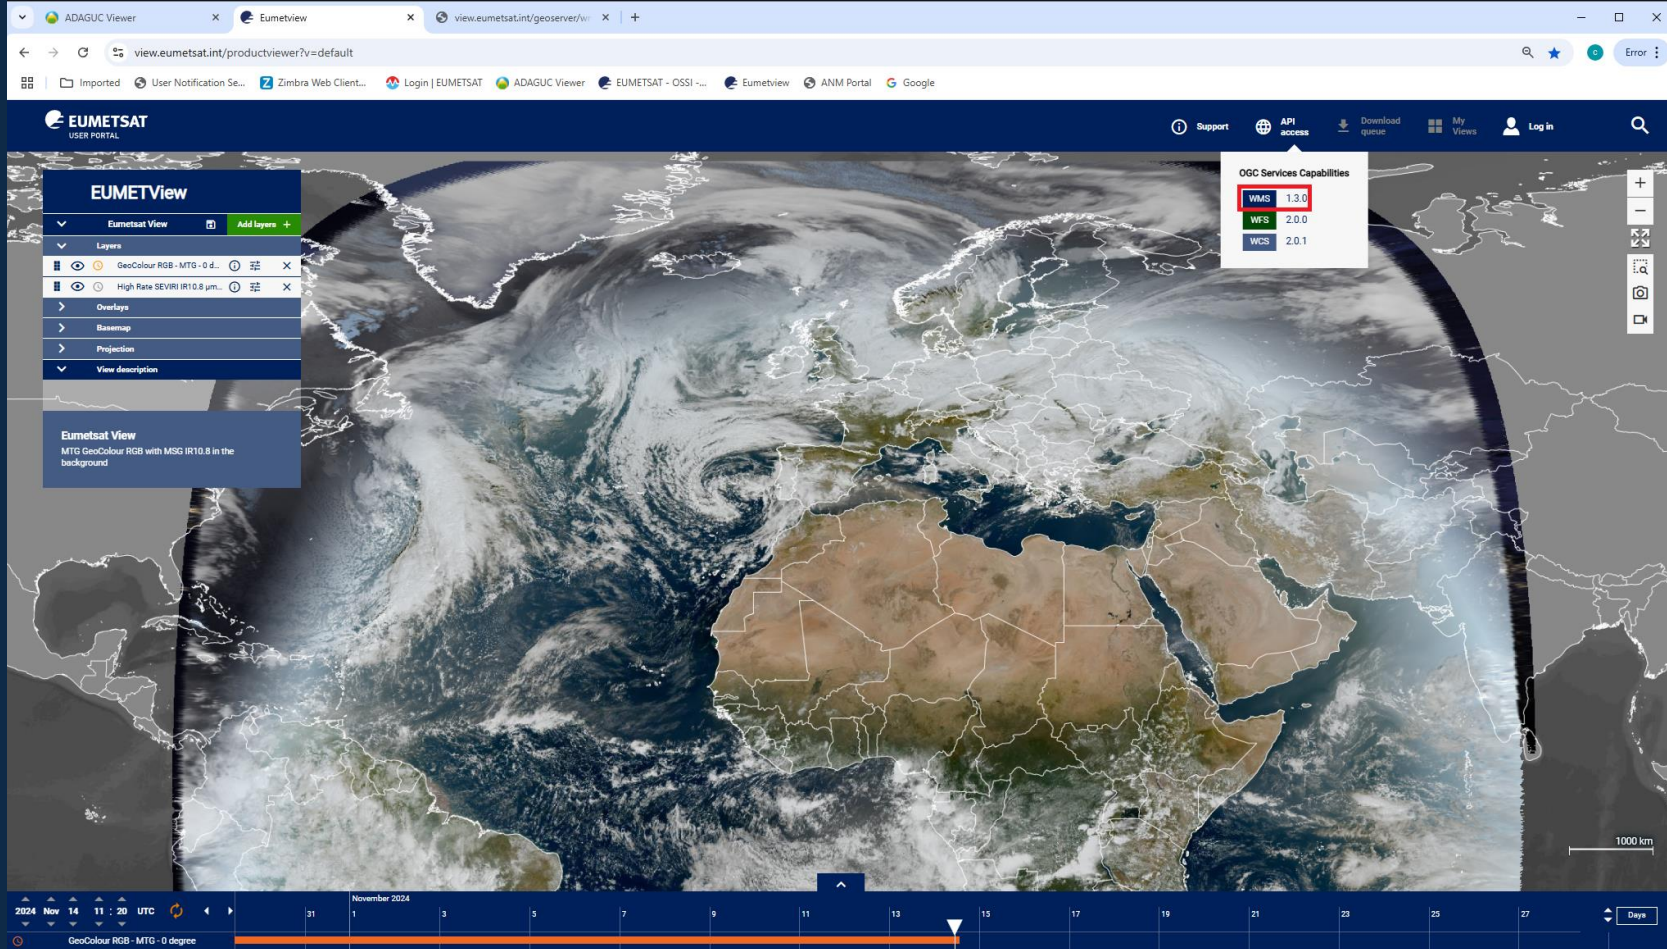 ADAGUC Viewer
Eumetview
view.eumetsat.int/geoserver/w
view.eumetsat.int/productviewer?v=default
Error
Imported
User Notification Se...
Zimbra Web Client...
Login | EUMETSAT
ADAGUC Viewer
EUMETSAT - OSSI -...
Eumetview
ANM Portal
Google
EUMETSAT
USER PORTAL
Support
API
access
Download
queue
My
Views
Log in
OGC Services Capabilities
WMS 1.3.0
WFS 2.0.0
WCS 2.0.1
EUMETView
Eumetsat View
Add layers +
Layers
GeoColour RGB - MTG - 0 d...
High Rate SEVIRI IR10.8 µm...
Overlays
Basemap
Projection
View description
Eumetsat View
MTG GeoColour RGB with MSG IR10.8 in the
background
1000 km
November 2024
2024 Nov 14 11 : 20 UTC
31 1 3 5 7 9 11 13 15 17 19 21 23 25 27
Days
GeoColour RGB - MTG - 0 degree